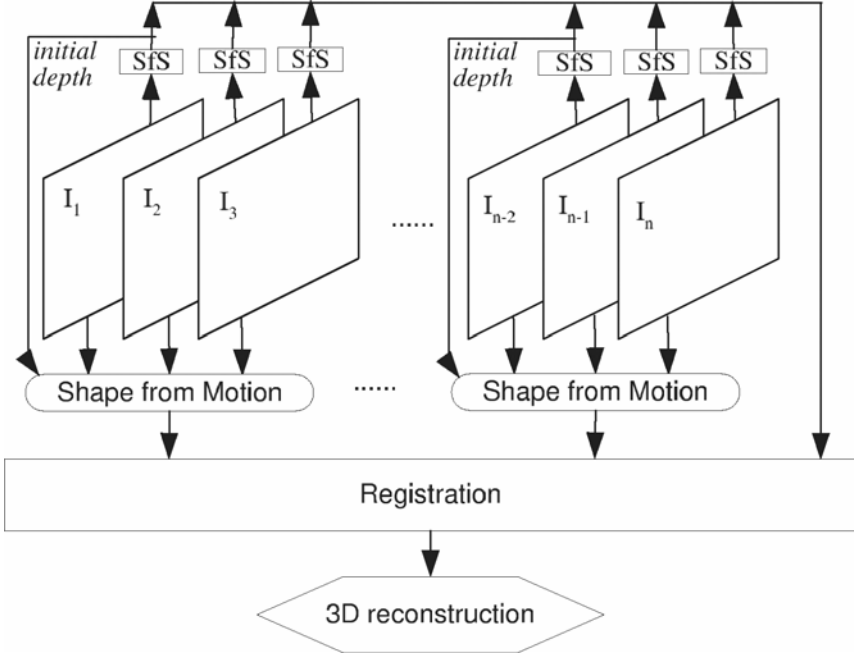 initial
depth
SfS SfS SfS
initial
depth
SfS SfS SfS
I1 I2 I3
......
In-2 In-1 In
Shape from Motion
......
Shape from Motion
Registration
3D reconstruction